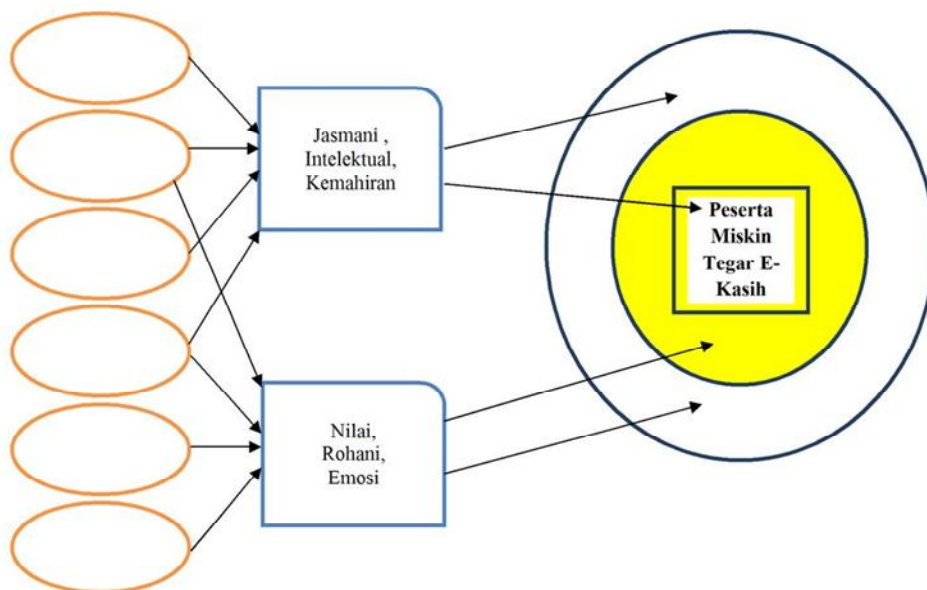 Jasmani ,
Intelektual,
Kemahiran
Peserta
Miskin
Tegar E-
Kasih
Nilai,
Rohani,
Emosi